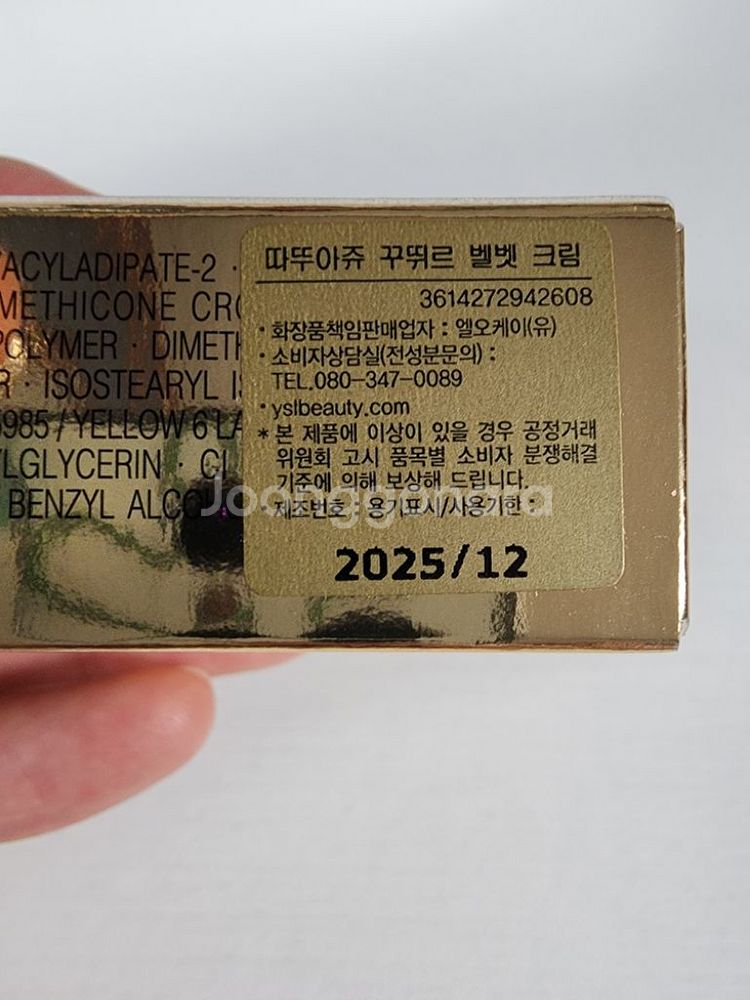 ACYLADIPATE-2 ·
METHICONE CRO
POLYMER · DIMETH
R · ISOSTEARYL IS
5985 / YELLOW 6 LA
YLGLYCERIN · CI
BENZYL ALCO
따뚜아쥬 꾸뛰르 벨벳 크림
3614272942608
· 화장품책임판매업자 : 엘오케이(유)
· 소비자상담실(전성분문의) :
TEL.080-347-0089
· yslbeauty.com
* 본 제품에 이상이 있을 경우 공정거래
위원회 고시 품목별 소비자 분쟁해결
기준에 의해 보상해 드립니다.
· 제조번호 : 용기표시/사용기한 :
2025/12
Joonggonara